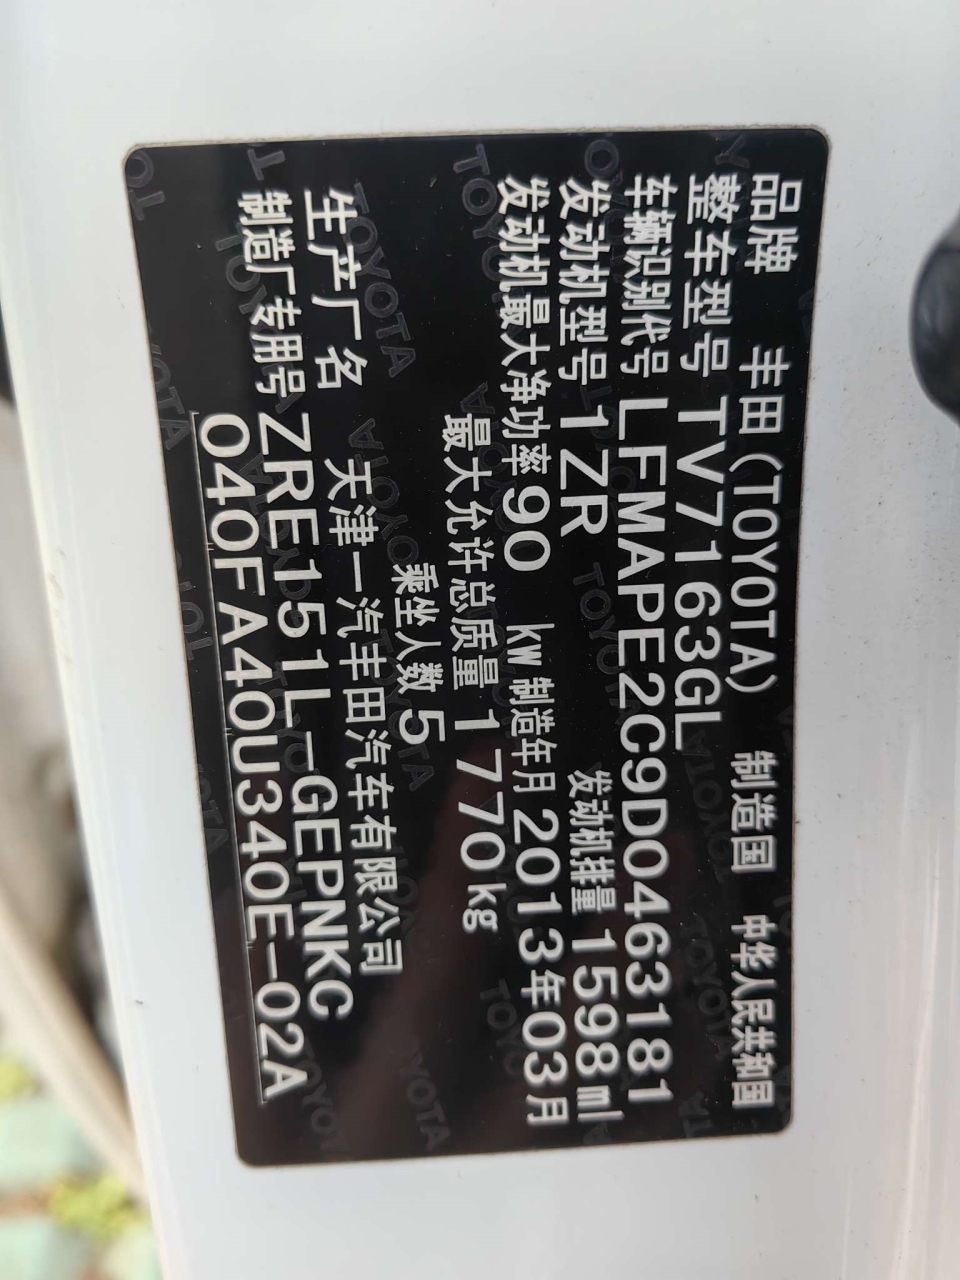 品牌 丰田(TOYOTA) 制造国 中华人民共和国
整车型号 TV7163GL
车辆识别代号 LFMAPE2C9D0463181
发动机型号 1ZR 发动机排量 1598ml
发动机最大净功率90 kW 制造年月 2013年03月
最大允许总质量 1770kg
乘坐人数 5
生产厂名 天津一汽丰田汽车有限公司
制造厂专用号 ZRE151L-GEPNKC
040FA40U340E-02A